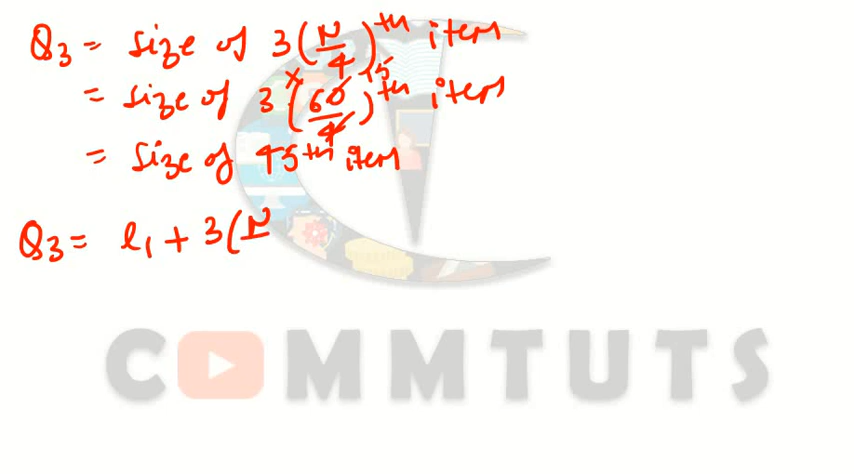 Q3 = size of 3(N/4)th item
= size of 3 × (60/4)th item 15
= size of 45th item
Q3 = l1 + 3(N
COMMTUTS